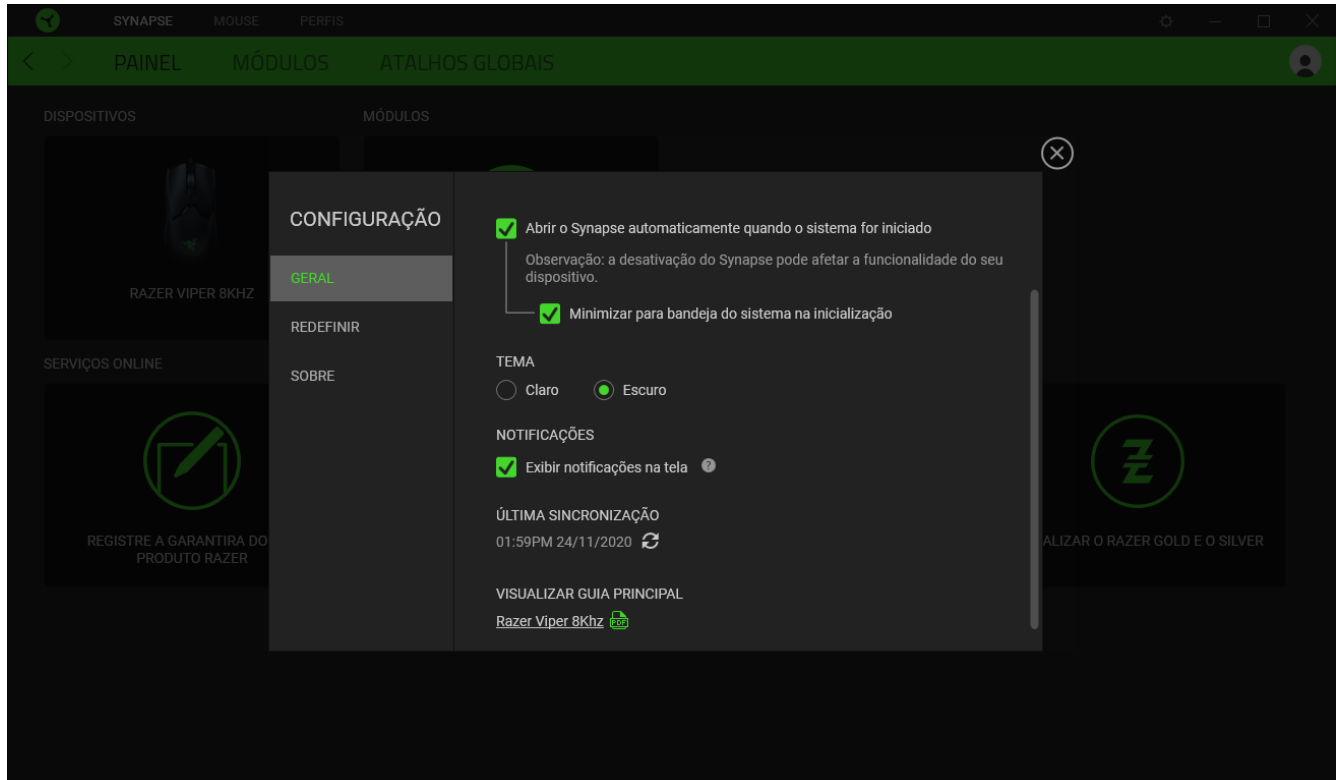 SYNAPSE MOUSE PERFIS
PAINEL MÓDULOS ATALHOS GLOBAIS
DISPOSITIVOS
MÓDULOS
RAZER VIPER 8KHZ
SERVIÇOS ONLINE
REGISTRE A GARANTIRA DO
PRODUTO RAZER
ALIZAR O RAZER GOLD E O SILVER
CONFIGURAÇÃO
GERAL
REDEFINIR
SOBRE
Abrir o Synapse automaticamente quando o sistema for iniciado
Observação: a desativação do Synapse pode afetar a funcionalidade do seu
dispositivo.
Minimizar para bandeja do sistema na inicialização
TEMA
Claro Escuro
NOTIFICAÇÕES
Exibir notificações na tela ?
ÚLTIMA SINCRONIZAÇÃO
01:59PM 24/11/2020
VISUALIZAR GUIA PRINCIPAL
Razer Viper 8Khz PDF